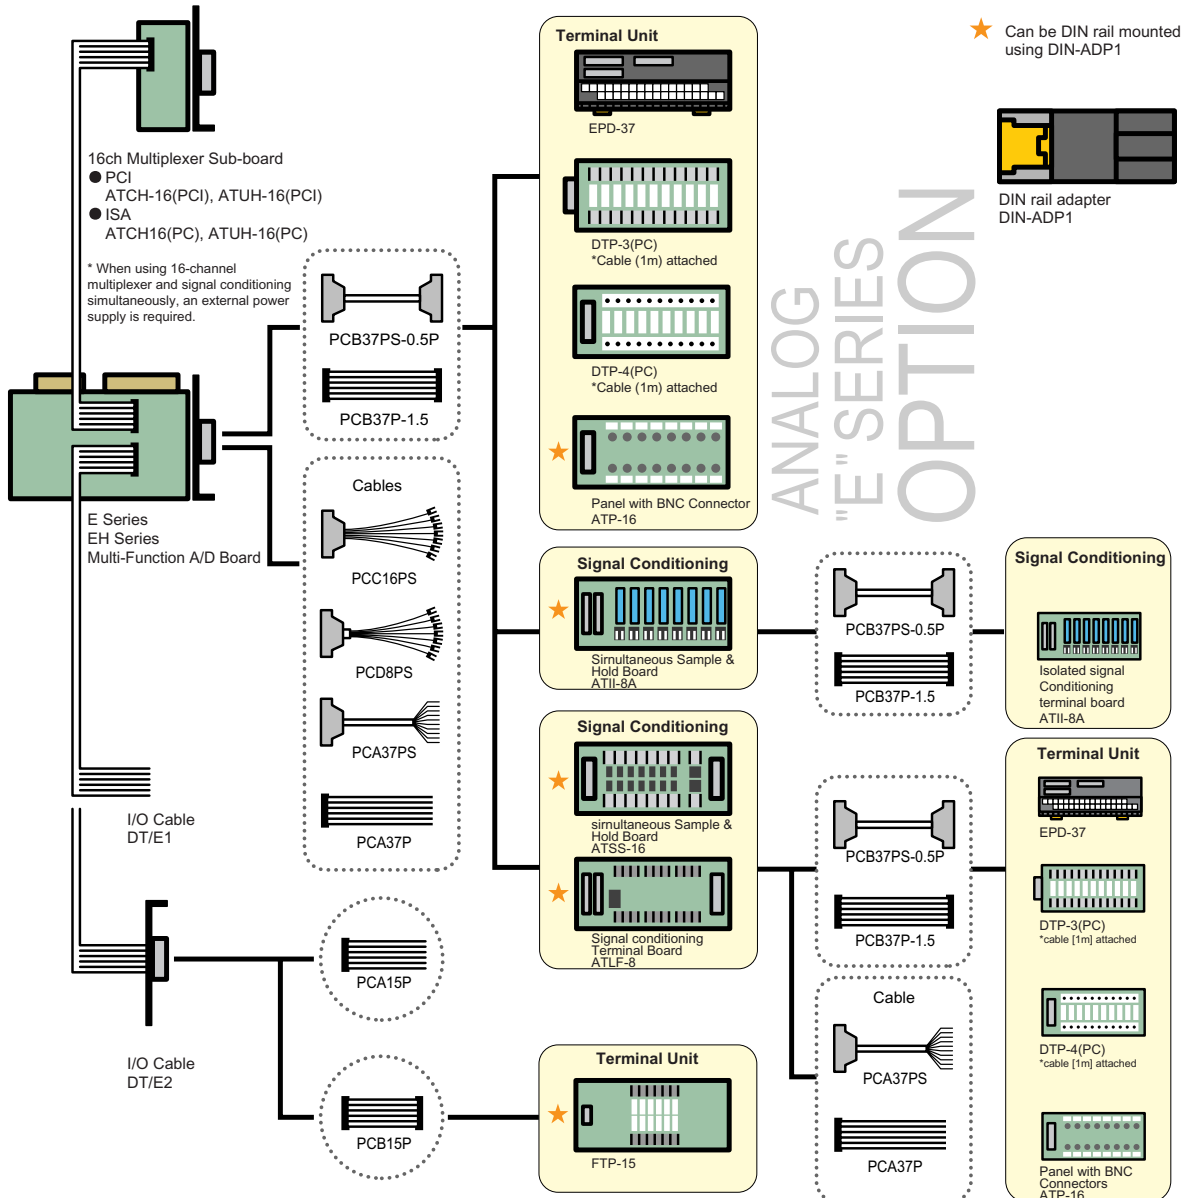 Can be DIN rail mounted
using DIN-ADP1
DIN rail adapter
DIN-ADP1
ANALOG
"E" SERIES
OPTION
16ch Multiplexer Sub-board
● PCI
ATCH-16(PCI), ATUH-16(PCI)
● ISA
ATCH16(PC), ATUH-16(PC)
* When using 16-channel
multiplexer and signal conditioning
simultaneously, an external power
supply is required.
E Series
EH Series
Multi-Function A/D Board
I/O Cable
DT/E1
I/O Cable
DT/E2
PCB37PS-0.5P
PCB37P-1.5
Cables
PCC16PS
PCD8PS
PCA37PS
PCA37P
PCA15P
PCB15P
Terminal Unit
EPD-37
DTP-3(PC)
*Cable (1m) attached
DTP-4(PC)
*Cable (1m) attached
Panel with BNC Connector
ATP-16
Signal Conditioning
Sirnultaneous Sample &
Hold Board
ATII-8A
Signal Conditioning
sirnultaneous Sample &
Hold Board
ATSS-16
Signal conditioning
Terminal Board
ATLF-8
Terminal Unit
FTP-15
PCB37PS-0.5P
PCB37P-1.5
PCB37PS-0.5P
PCB37P-1.5
Cable
PCA37PS
PCA37P
Signal Conditioning
Isolated signal
Conditioning
terminal board
ATII-8A
Terminal Unit
EPD-37
DTP-3(PC)
*cable [1m] attached
DTP-4(PC)
*cable [1m] attached
Panel with BNC
Connectors
ATP-16